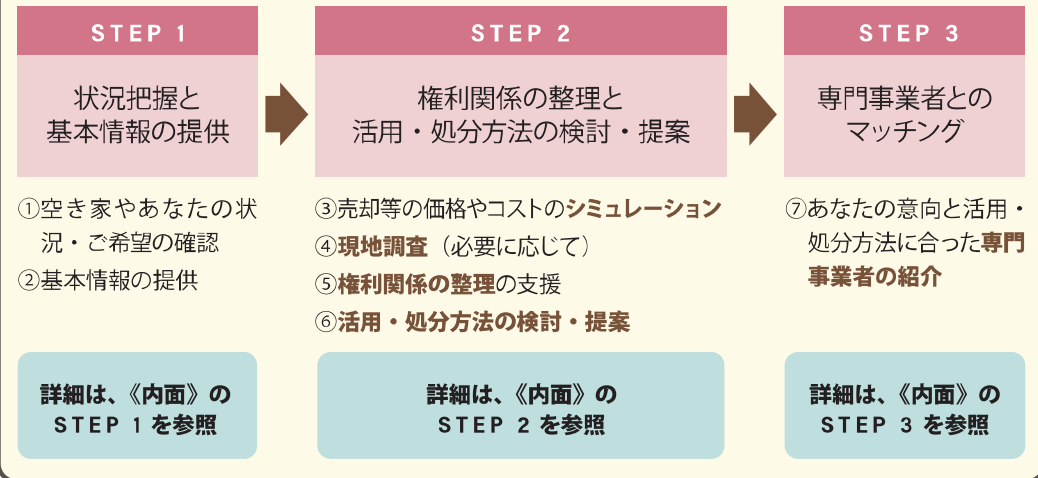 STEP 1
状況把握と
基本情報の提供
①空き家やあなたの状
況・ご希望の確認
②基本情報の提供
詳細は、《内面》の
STEP 1 を参照
STEP 2
権利関係の整理と
活用・処分方法の検討・提案
③売却等の価格やコストのシミュレーション
④現地調査（必要に応じて）
⑤権利関係の整理の支援
⑥活用・処分方法の検討・提案
詳細は、《内面》の
STEP 2 を参照
STEP 3
専門事業者との
マッチング
⑦あなたの意向と活用・
処分方法に合った専門
事業者の紹介
詳細は、《内面》の
STEP 3 を参照